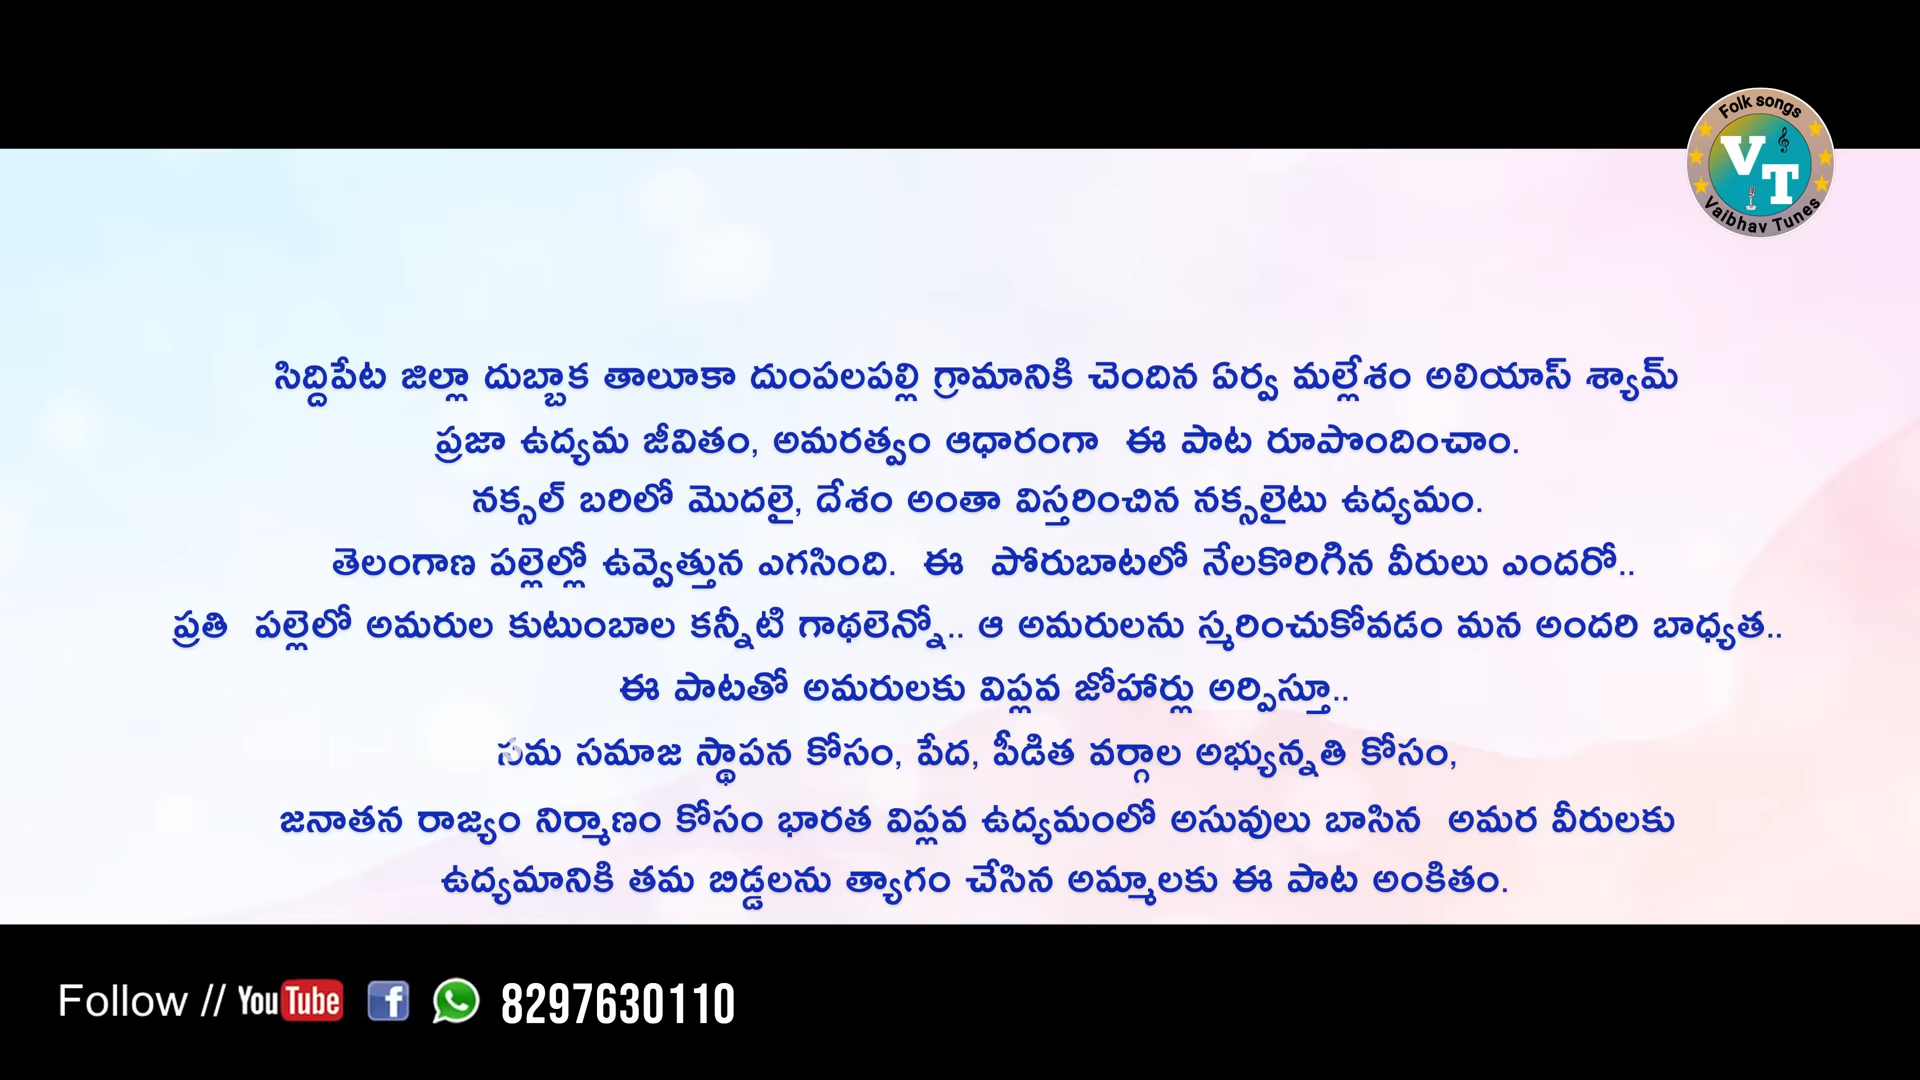 Folk songs
VT
Vaibhav Tunes
సిద్దిపేట జిల్లా దుబ్బాక తాలూకా దుంపలపల్లి గ్రామానికి చెందిన ఏర్వ మల్లేశం అలియాస్ శ్యామ్
ప్రజా ఉద్యమ జీవితం, అమరత్వం ఆధారంగా ఈ పాట రూపొందించాం.
నక్సల్ బరిలో మొదలై, దేశం అంతా విస్తరించిన నక్సలైటు ఉద్యమం.
తెలంగాణ పల్లెల్లో ఉవ్వెత్తున ఎగసింది. ఈ పోరుబాటలో నేలకొరిగిన వీరులు ఎందరో..
ప్రతి పల్లెలో అమరుల కుటుంబాల కన్నీటి గాథలెన్నో.. ఆ అమరులను స్మరించుకోవడం మన అందరి బాధ్యత..
ఈ పాటతో అమరులకు విప్లవ జోహార్లు అర్పిస్తూ..
సమ సమాజ స్థాపన కోసం, పేద, పీడిత వర్గాల అభ్యున్నతి కోసం,
జనాతన రాజ్యం నిర్మాణం కోసం భారత విప్లవ ఉద్యమంలో అసువులు బాసిన అమర వీరులకు
ఉద్యమానికి తమ బిడ్డలను త్యాగం చేసిన అమ్మాలకు ఈ పాట అంకితం.
Follow // YouTube f 8297630110